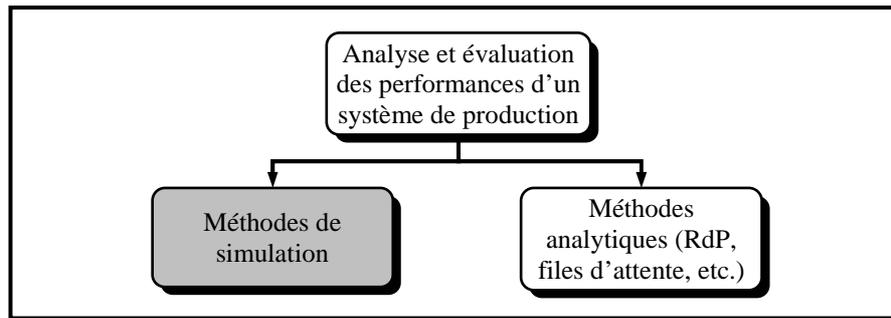 Analyse et évaluation
des performances d’un
système de production
Méthodes de
simulation
Méthodes
analytiques (RdP,
files d’attente, etc.)